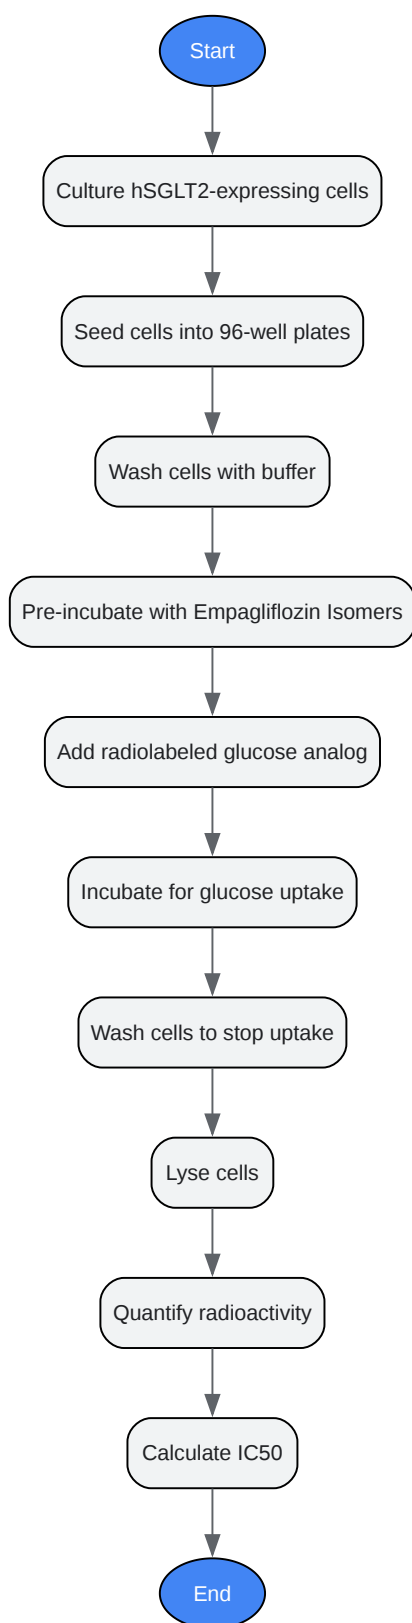 Start
Culture hSGLT2-expressing cells
Seed cells into 96-well plates
Wash cells with buffer
Pre-incubate with Empagliflozin Isomers
Add radiolabeled glucose analog
Incubate for glucose uptake
Wash cells to stop uptake
Lyse cells
Quantify radioactivity
Calculate IC50
End